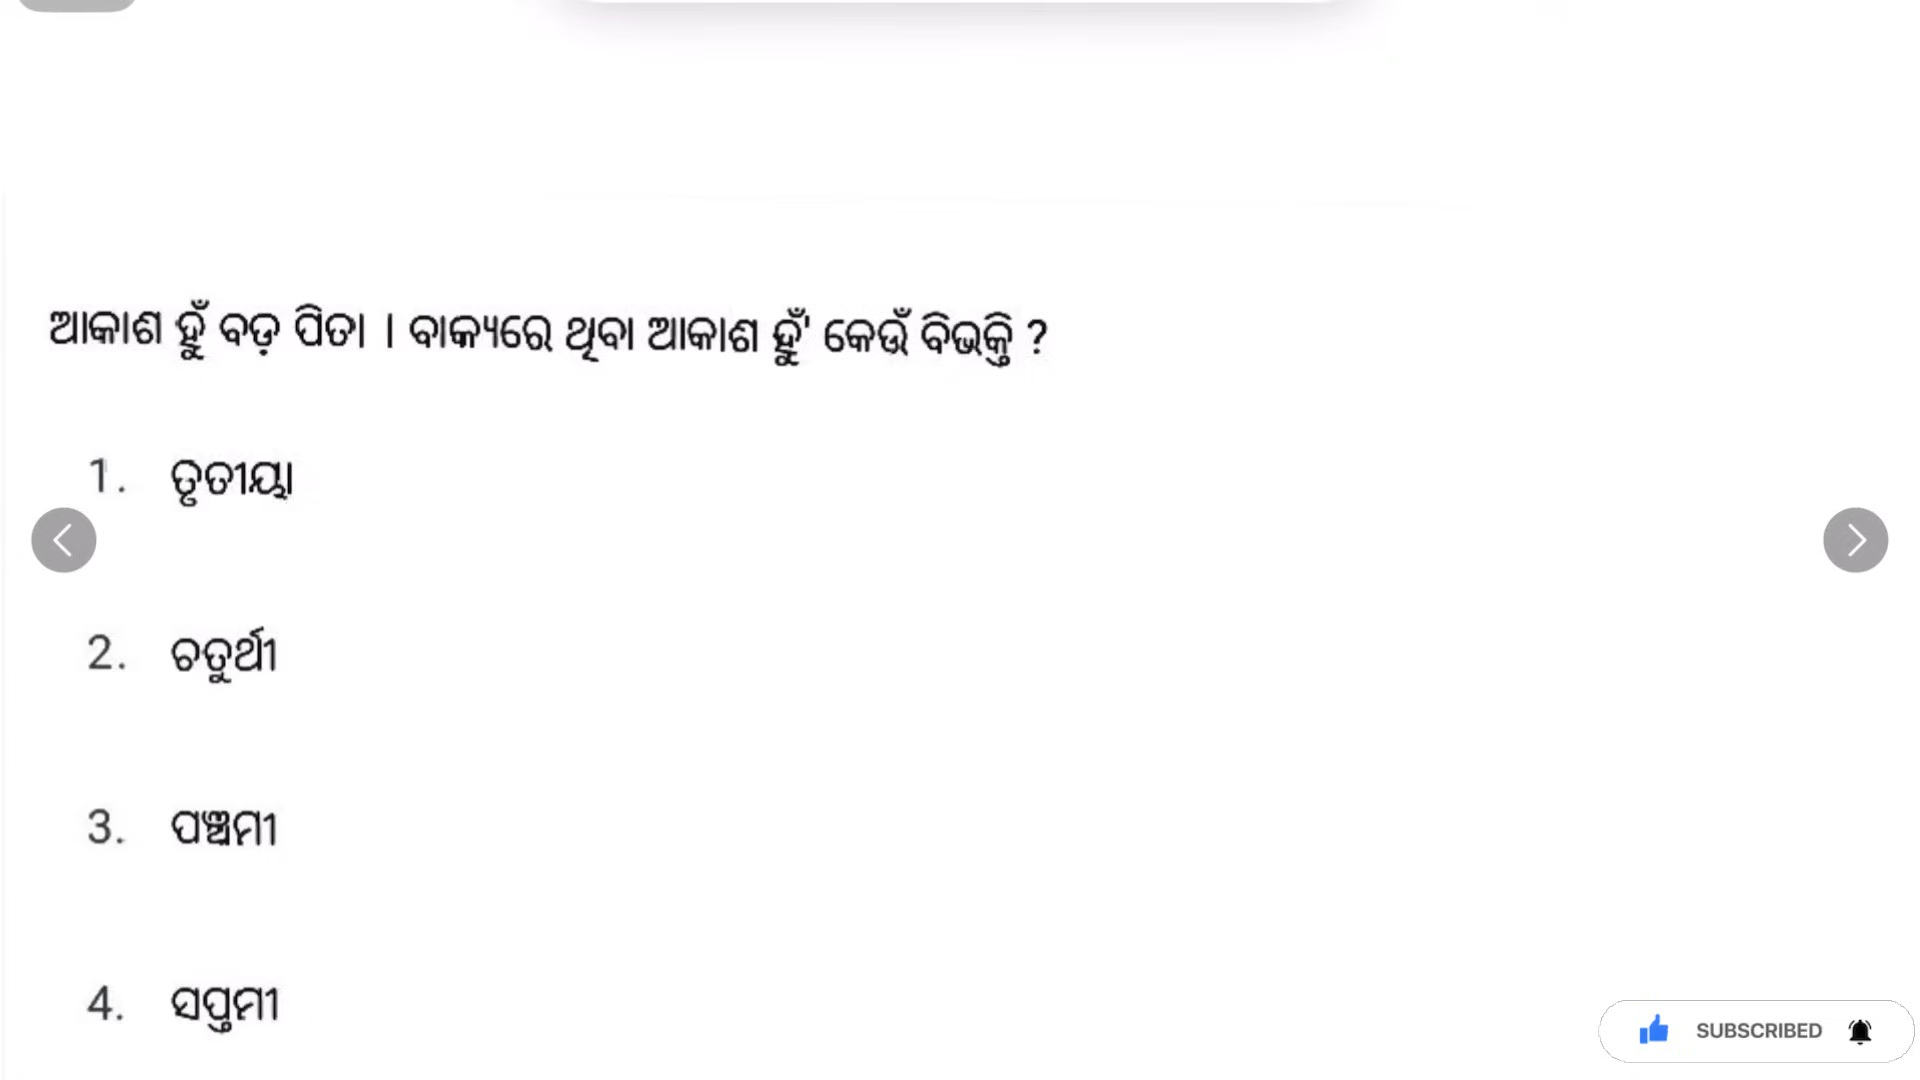 ଆକାଶ ହୁଁ ବଡ଼ ପିତା । ବାକ୍ୟରେ ଥିବା ଆକାଶ ହୁଁ' କେଉଁ ବିଭକ୍ତି ?
1. ତୃତୀୟା
2. ଚତୁର୍ଥୀ
3. ପଞ୍ଚମୀ
4. ସପ୍ତମୀ
SUBSCRIBED